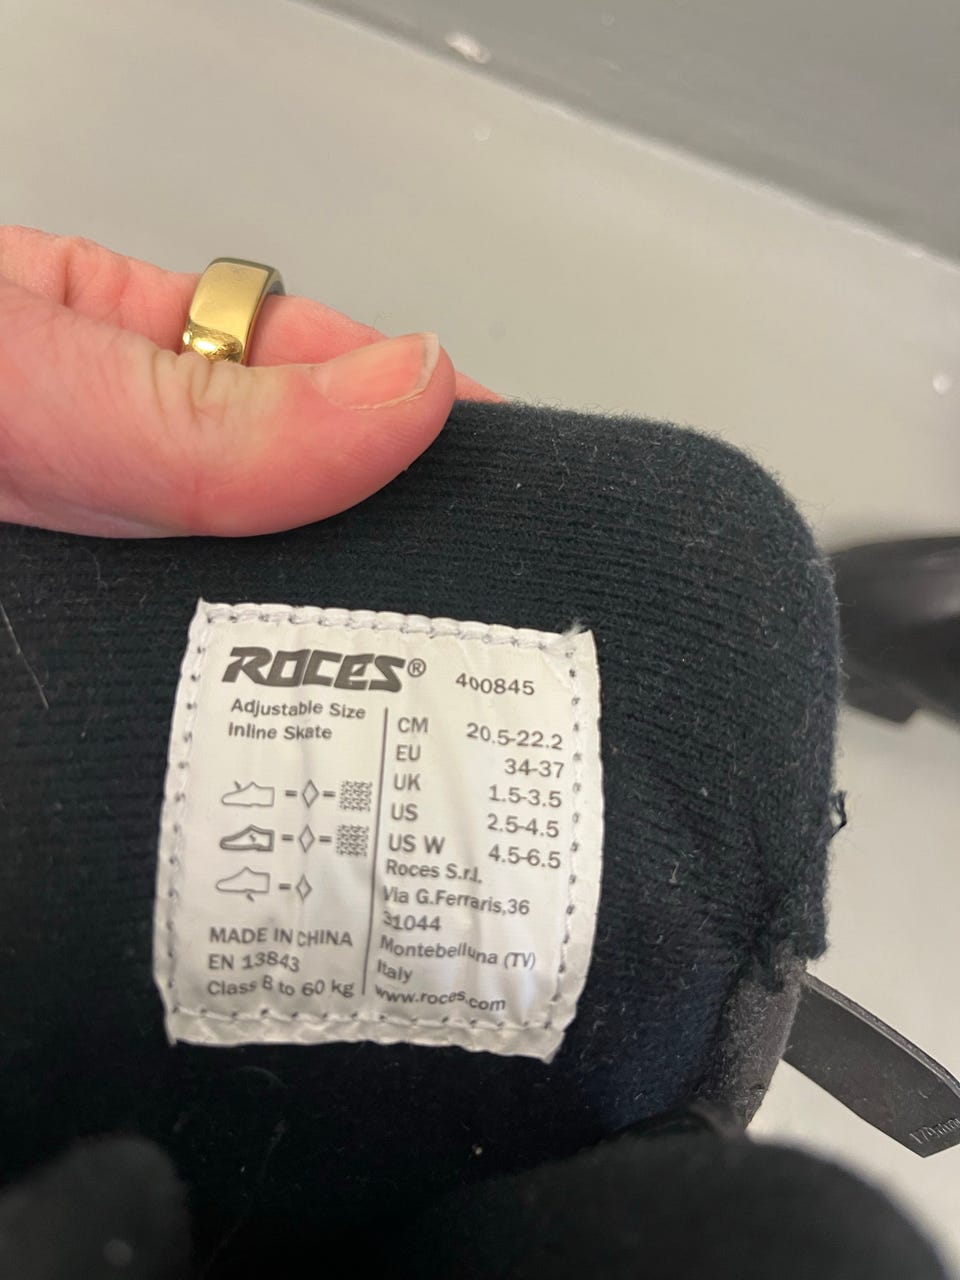 ROCES® 400845
Adjustable Size
Inline Skate
MADE IN CHINA
EN 13843
Class B to 60 kg
CM 20.5-22.2
EU 34-37
UK 1.5-3.5
US 2.5-4.5
US W 4.5-6.5
Roces S.r.l.
Via G.Ferraris,36
31044
Montebelluna (TV)
Italy
www.roces.com